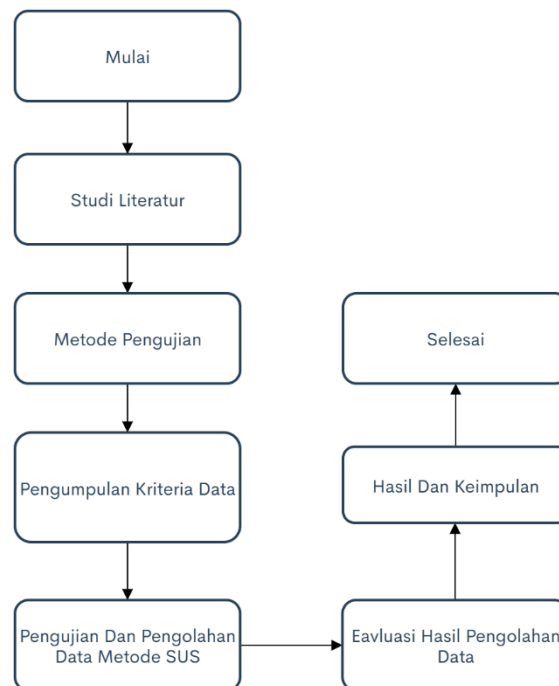 Mulai
Studi Literatur
Metode Pengujian
Pengumpulan Kriteria Data
Pengujian Dan Pengolahan
Data Metode SUS
Eavluasi Hasil Pengolahan
Data
Hasil Dan Keimpulan
Selesai